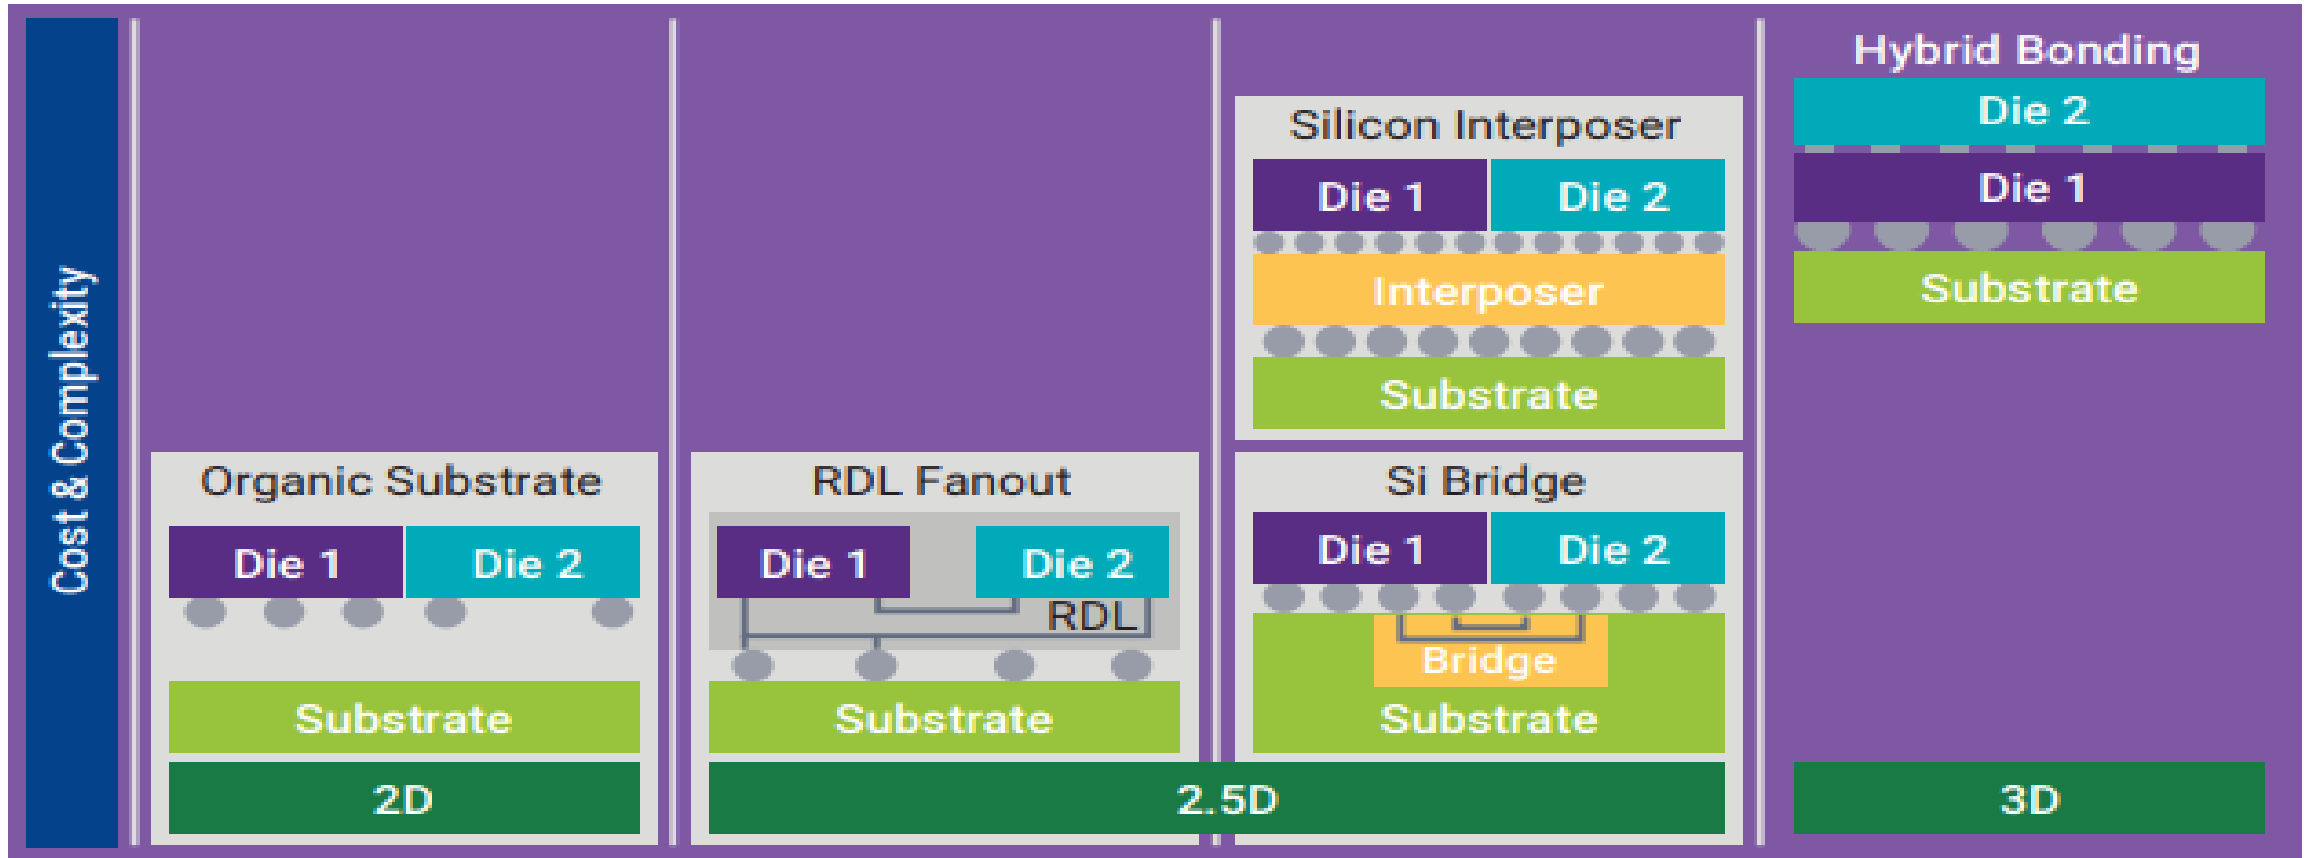 Cost & Complexity
Organic Substrate
Die 1
Die 2
Substrate
2D
RDL Fanout
Die 1
Die 2
RDL
Substrate
Silicon Interposer
Die 1
Die 2
Interposer
Substrate
Si Bridge
Die 1
Die 2
Bridge
Substrate
2.5D
Hybrid Bonding
Die 2
Die 1
Substrate
3D